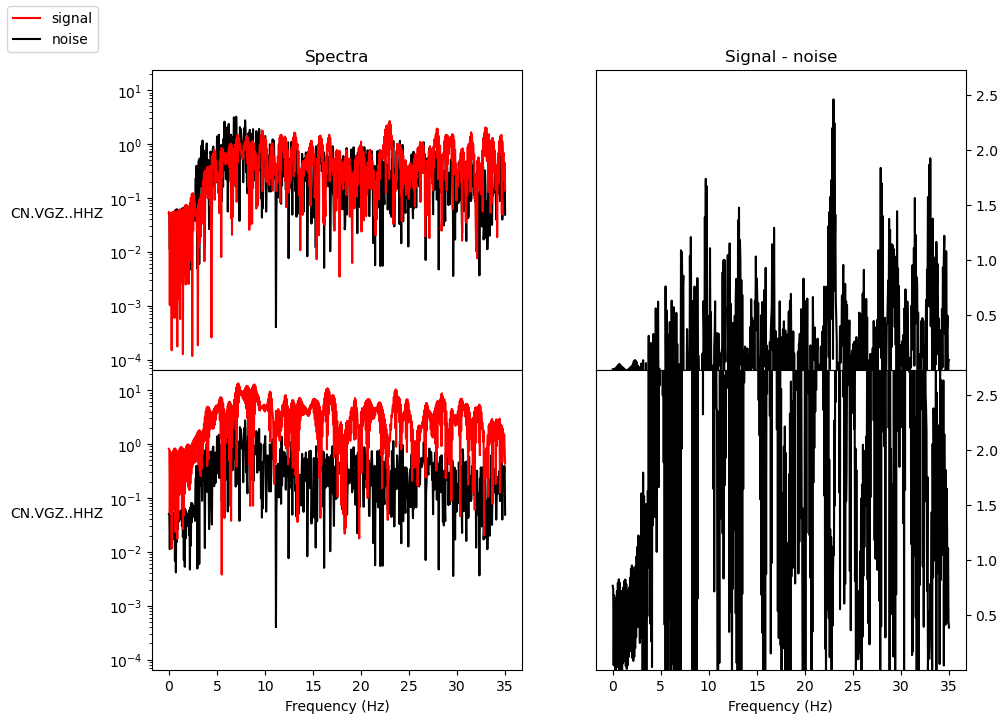 signal
noise
Spectra
Signal - noise
10¹
10⁰
10⁻¹
10⁻²
10⁻³
10⁻⁴
CN.VGZ..HHZ
2.5
2.0
1.5
1.0
0.5
10¹
10⁰
10⁻¹
10⁻²
10⁻³
10⁻⁴
CN.VGZ..HHZ
2.5
2.0
1.5
1.0
0.5
0 5 10 15 20 25 30 35
0 5 10 15 20 25 30 35
Frequency (Hz)
Frequency (Hz)